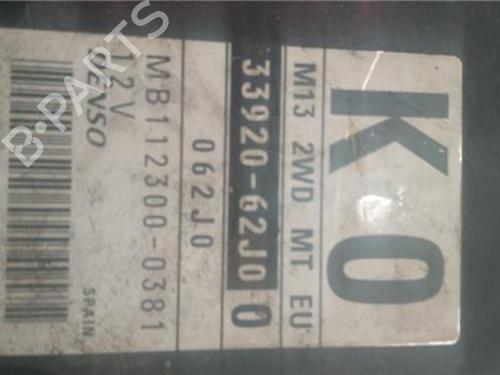 K0
M13 2WD MT EU
33920-62J0 0
062J0
MB112300-0381
12V
DENSO
SPAIN
B-PARTS